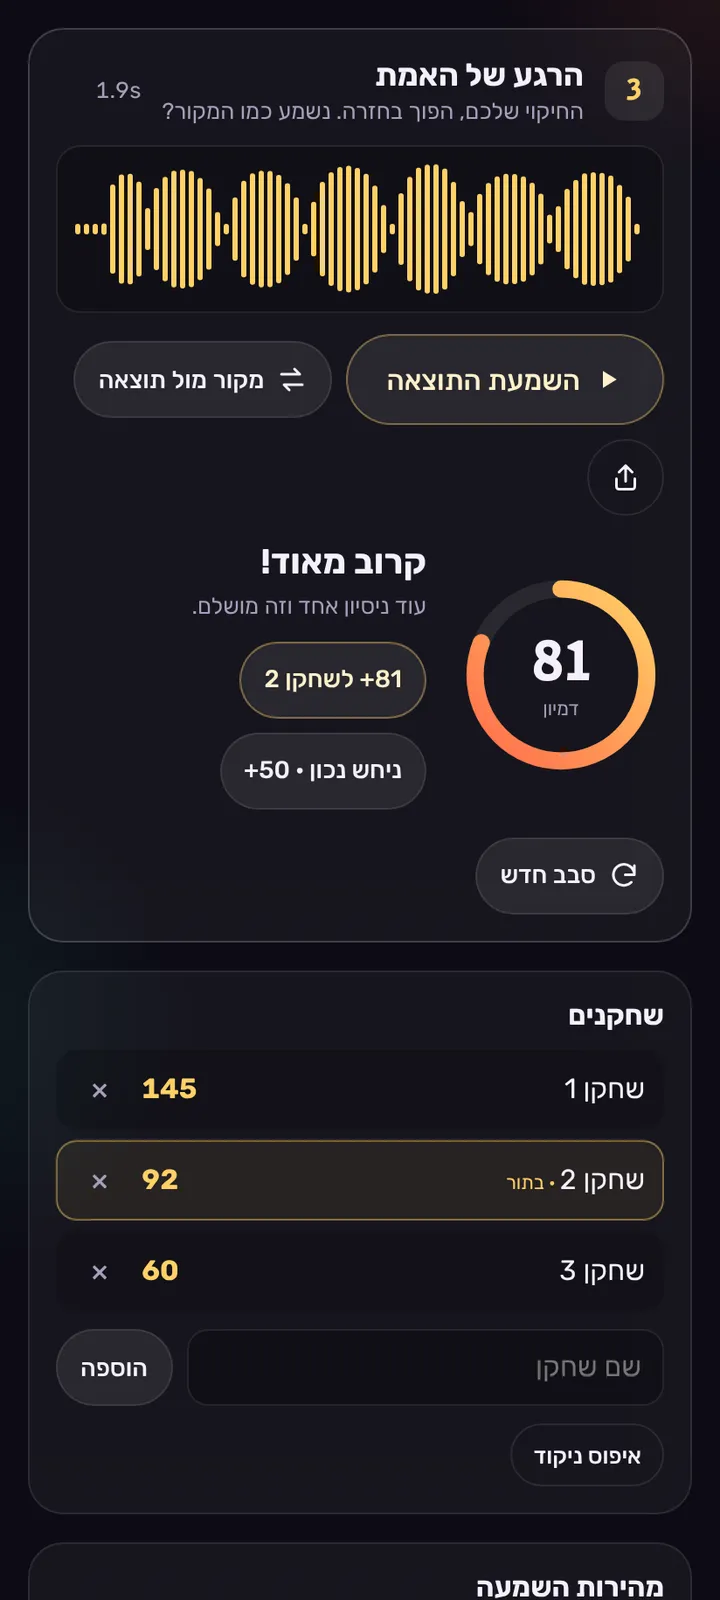 3
הרגע של האמת
החיקוי שלכם, הפוך בחזרה. נשמע כמו המקור?
1.9s
השמעת התוצאה
מקור מול תוצאה
קרוב מאוד!
עוד ניסיון אחד וזה מושלם.
81
דמיון
+81 לשחקן 2
ניחש נכון • 50+
סבב חדש
שחקנים
שחקן 1 145 ×
שחקן 2 • בתור 92 ×
שחקן 3 60 ×
שם שחקן
הוספה
איפוס ניקוד
מהירות השמעה